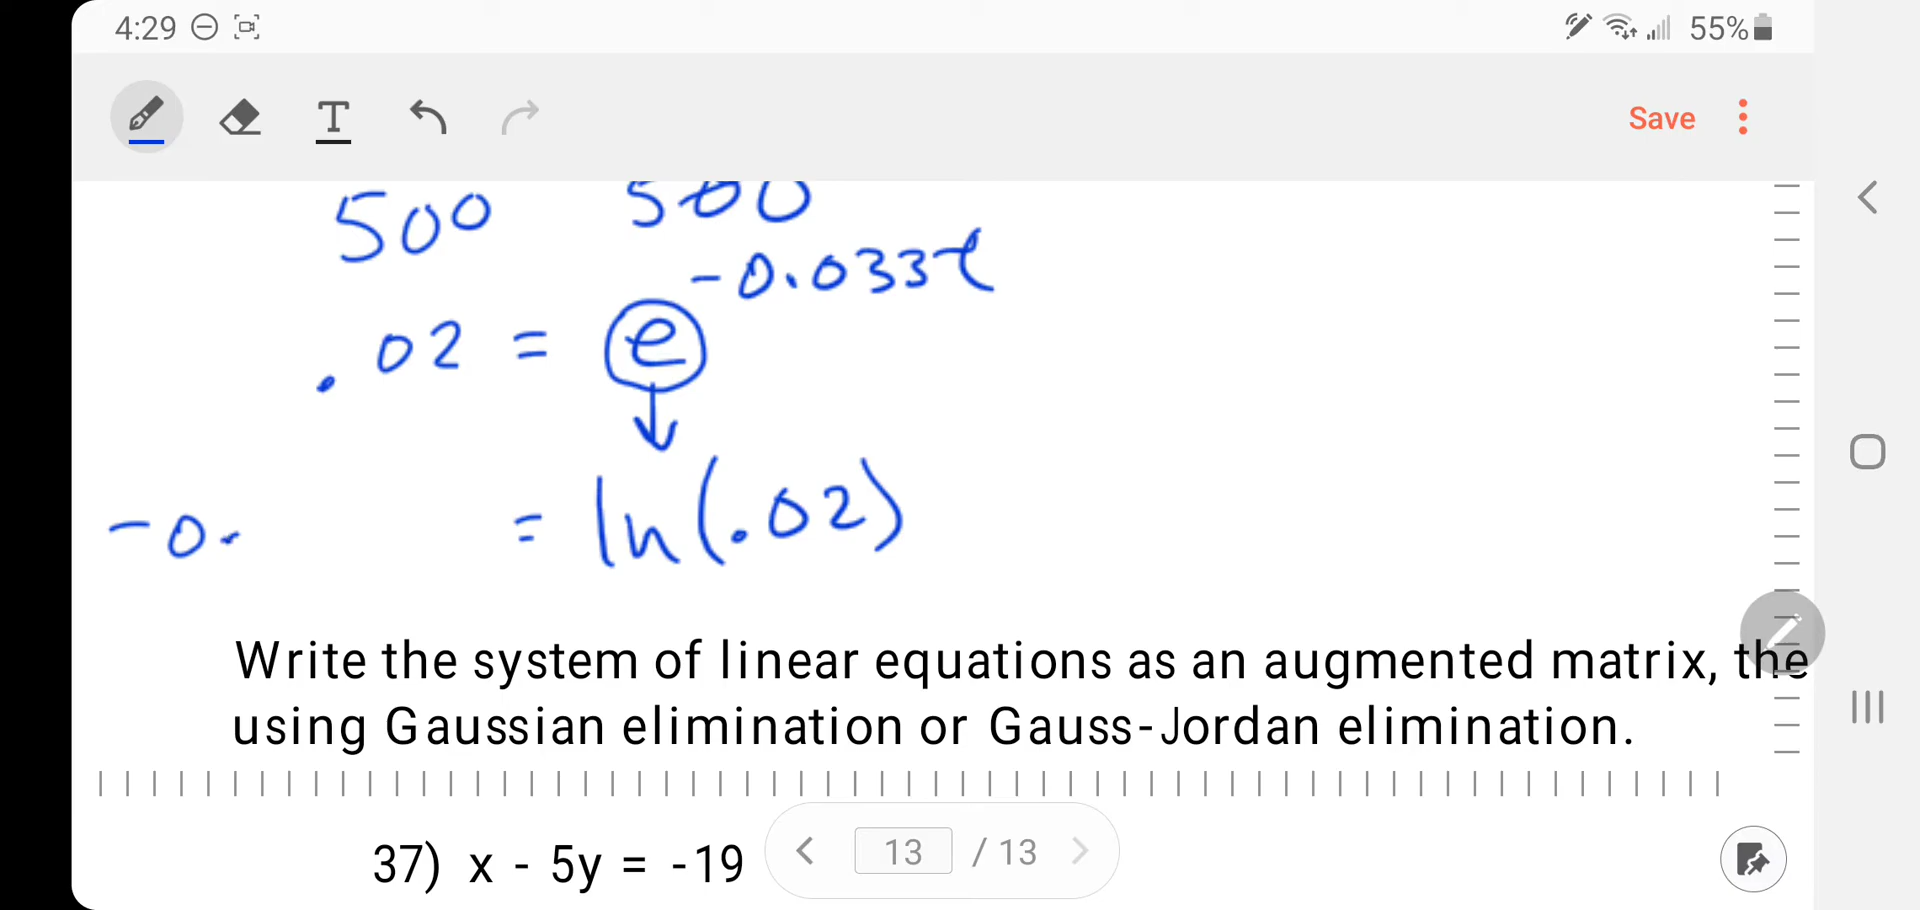 4:29 55%
T Save
500 500
-0.033t
.02 = e
-0. = ln(.02)
Write the system of linear equations as an augmented matrix, the
using Gaussian elimination or Gauss-Jordan elimination.
37) x - 5y = -19
13 / 13